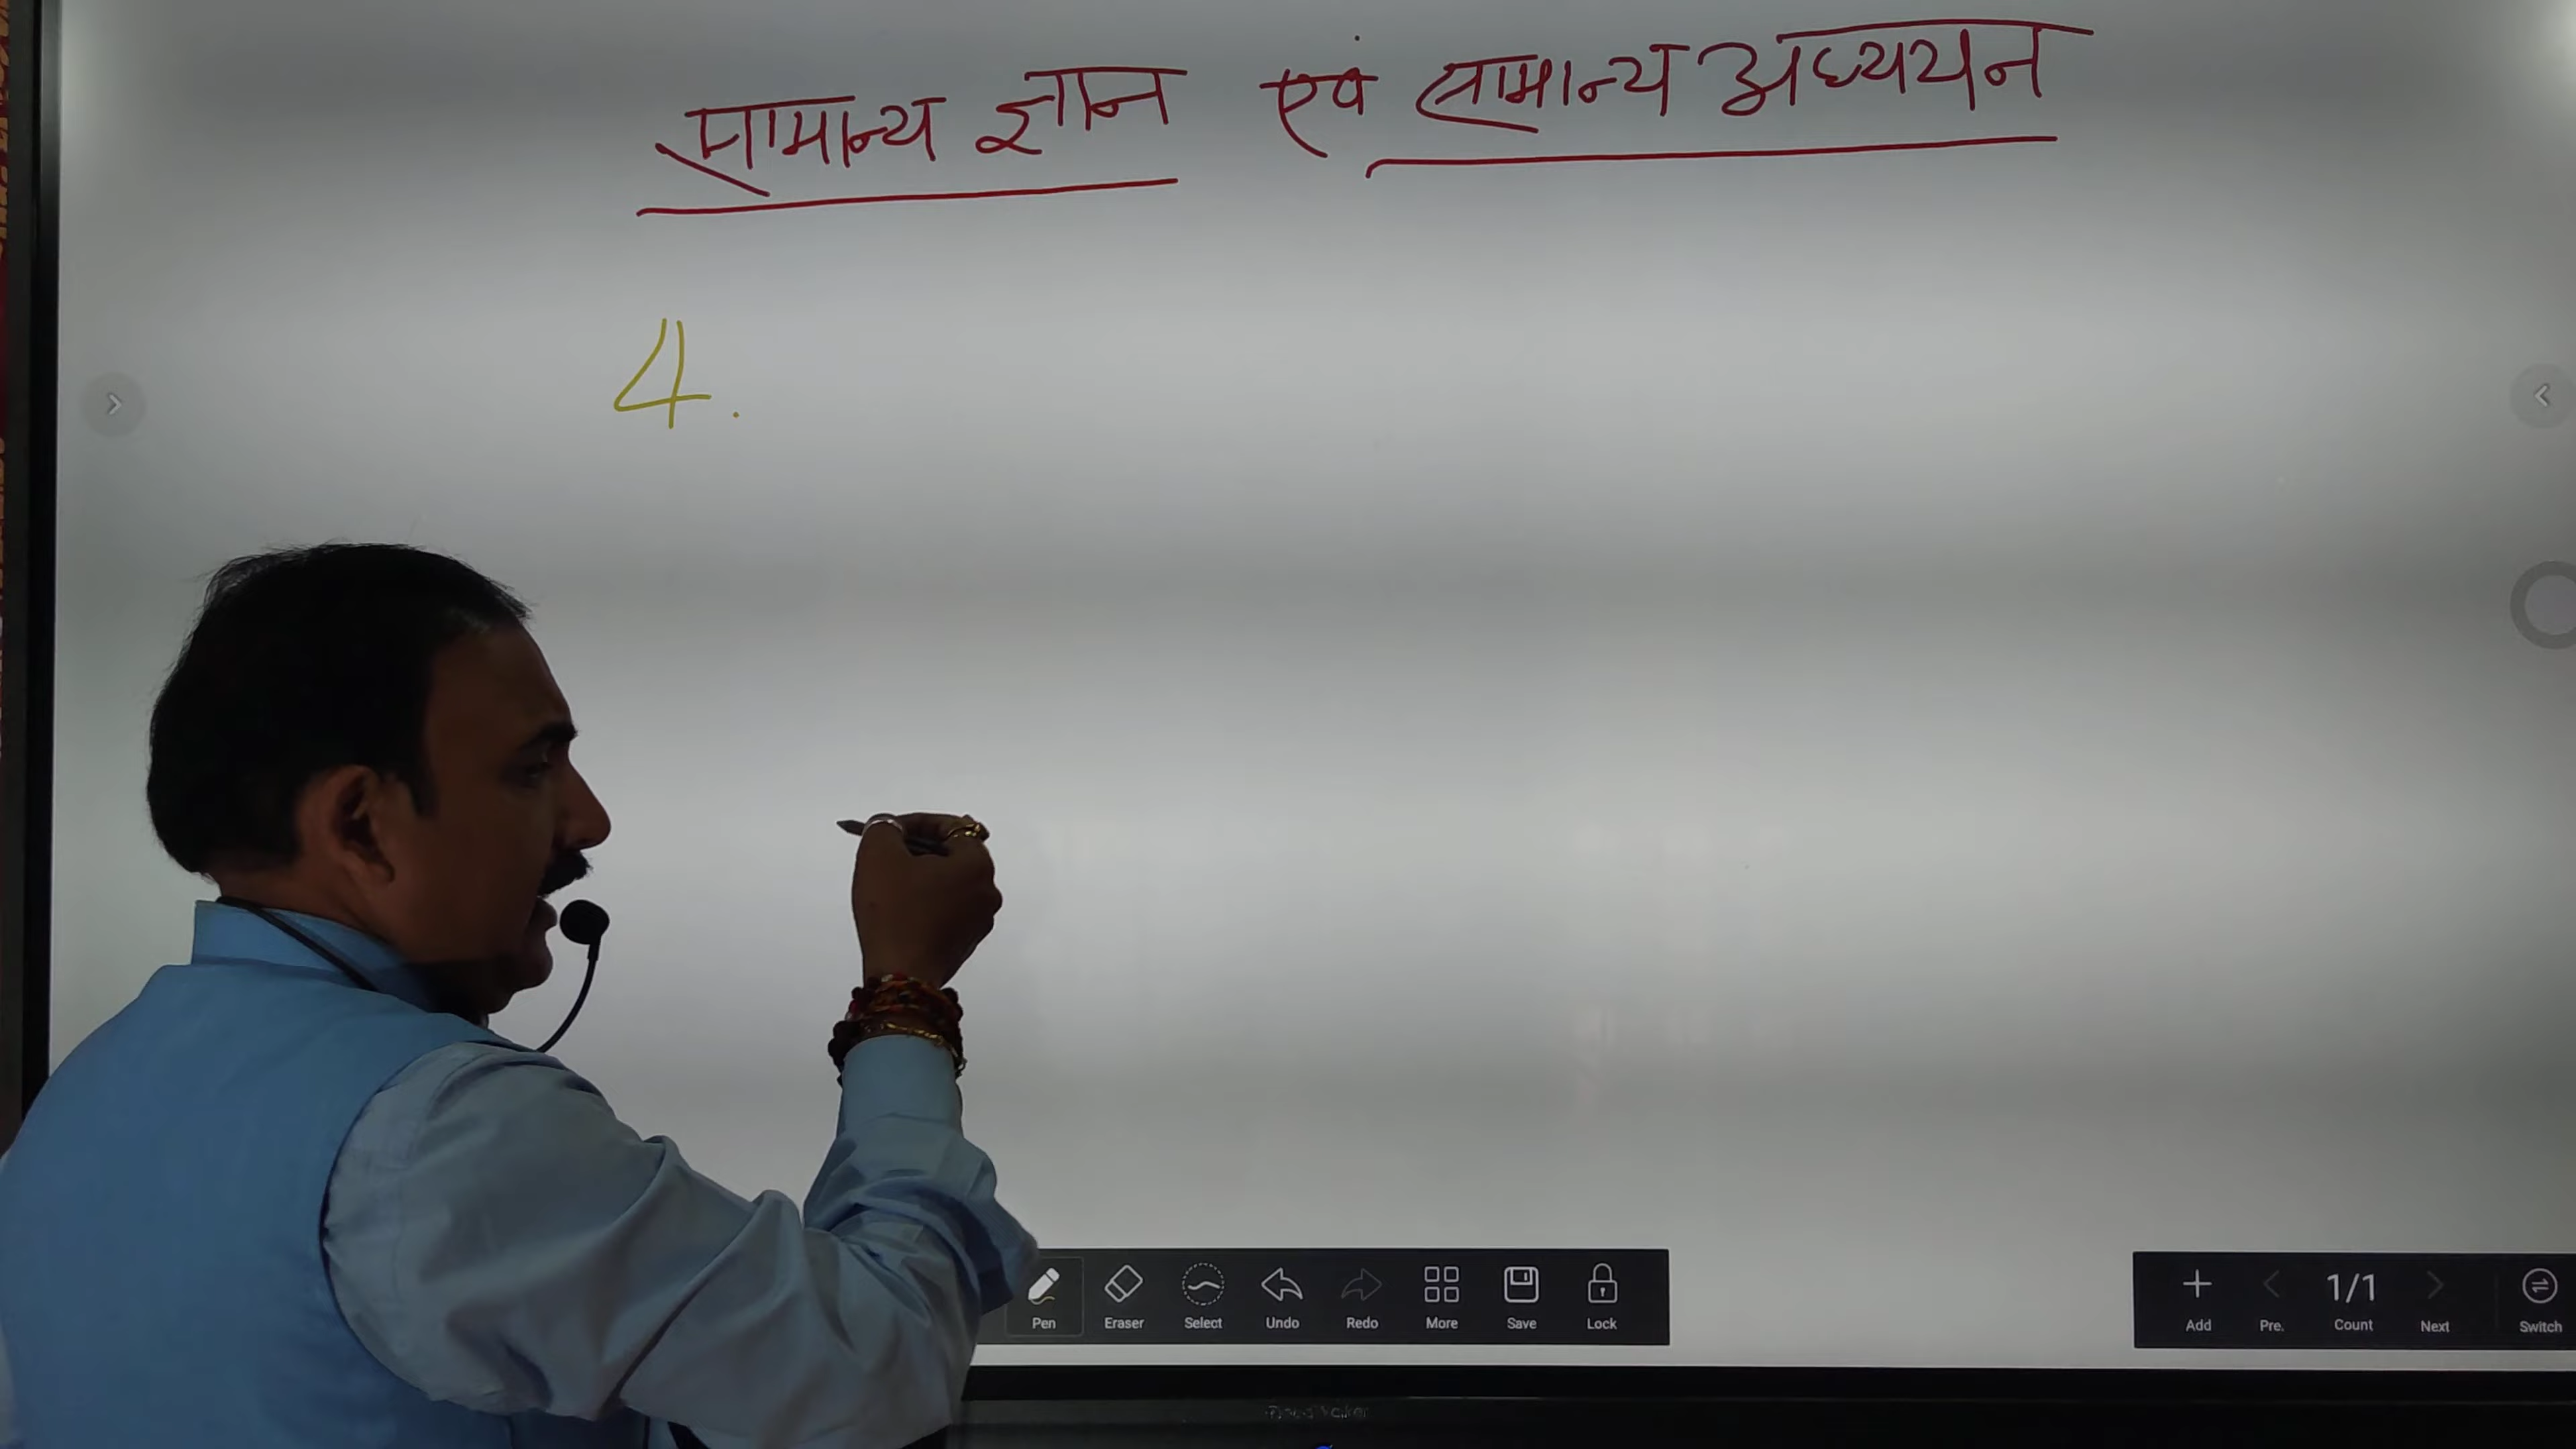 सामान्य ज्ञान एवं सामान्य अध्ययन
4.
Pen Eraser Select Undo Redo More Save Lock
1/1
Add Pre. Count Next Switch